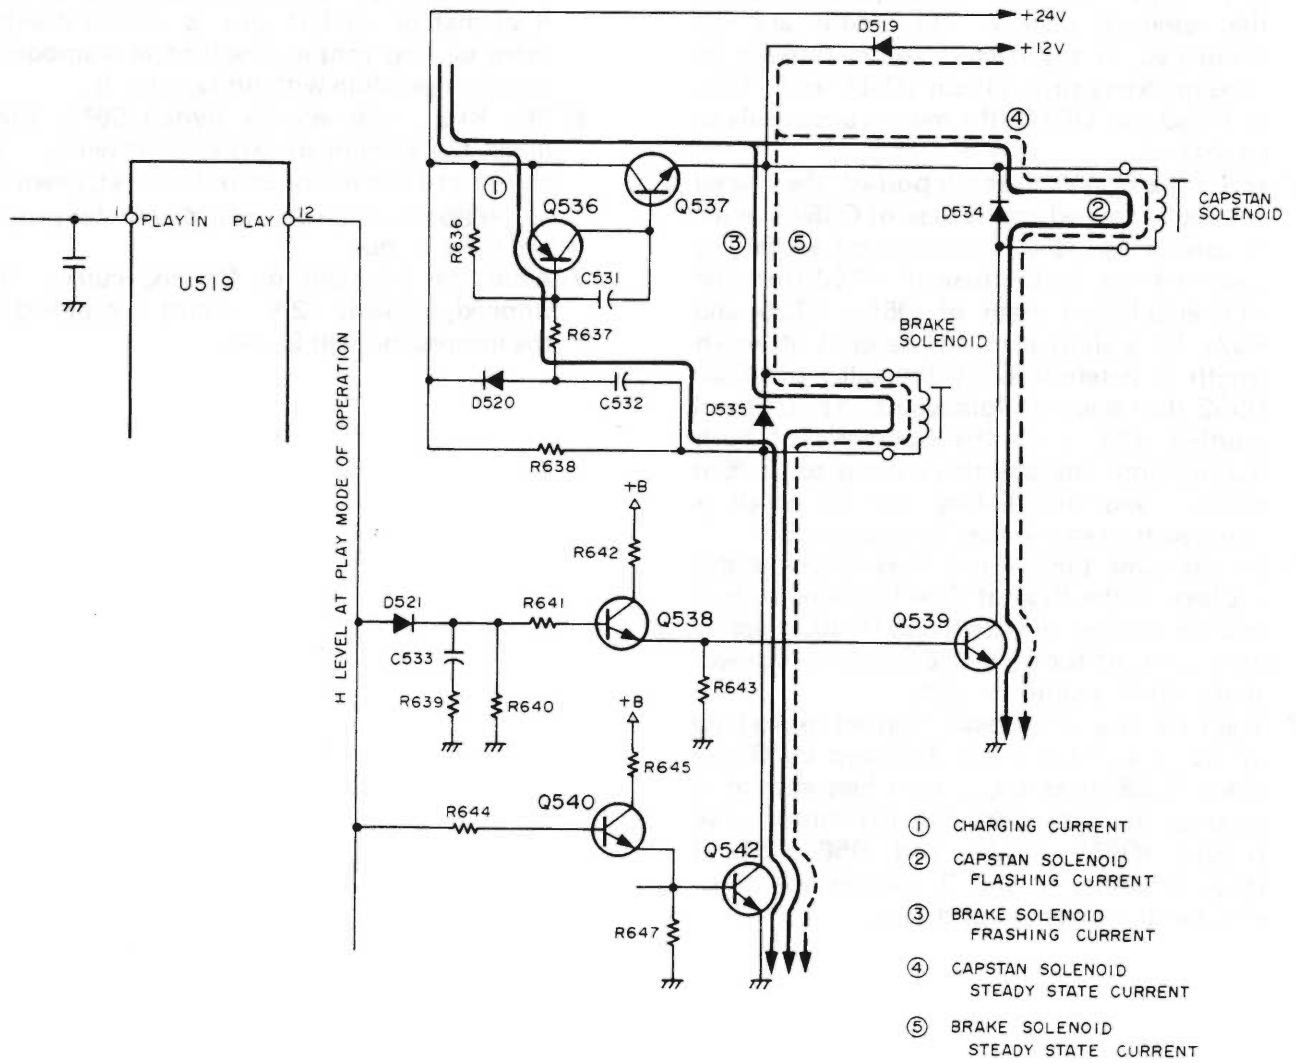 +24V
D519
+12V
④
①
Q536
Q537
R636
C531
R637
③
⑤
D534
②
CAPSTAN
SOLENOID
1
PLAY IN
PLAY
12
U519
BRAKE
SOLENOID
D520
C532
D535
R638
H LEVEL AT PLAY MODE OF OPERATION
+B
R642
D521
R641
Q538
Q539
C533
R639
R640
R643
+B
R645
R644
Q540
Q542
R647
① CHARGING CURRENT
② CAPSTAN SOLENOID
FLASHING CURRENT
③ BRAKE SOLENOID
FRASHING CURRENT
④ CAPSTAN SOLENOID
STEADY STATE CURRENT
⑤ BRAKE SOLENOID
STEADY STATE CURRENT